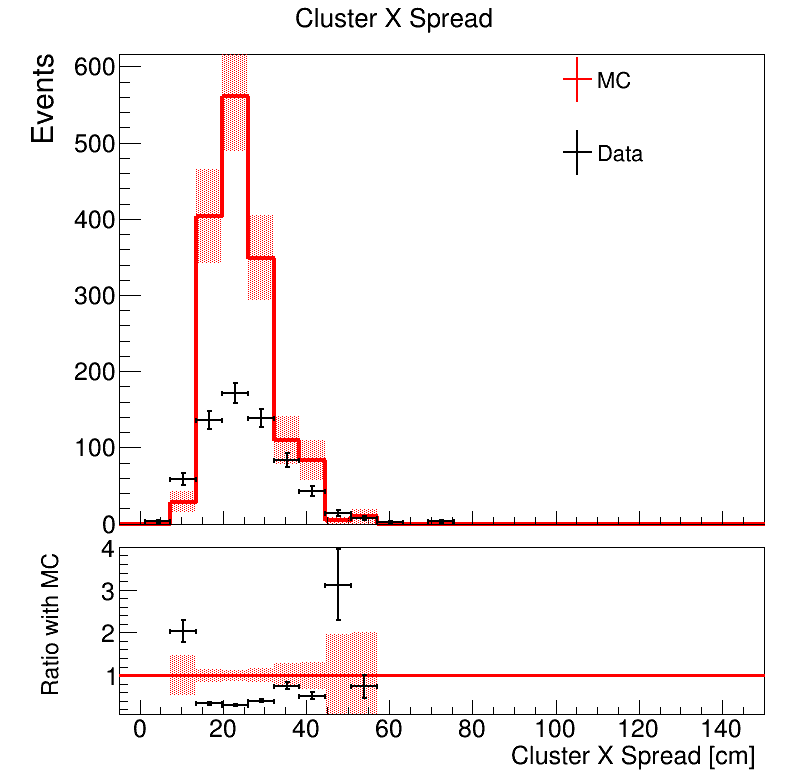 Cluster X Spread
Events
600
500
400
300
200
100
0
MC
Data
Ratio with MC
4
3
2
1
0 20 40 60 80 100 120 140
Cluster X Spread [cm]